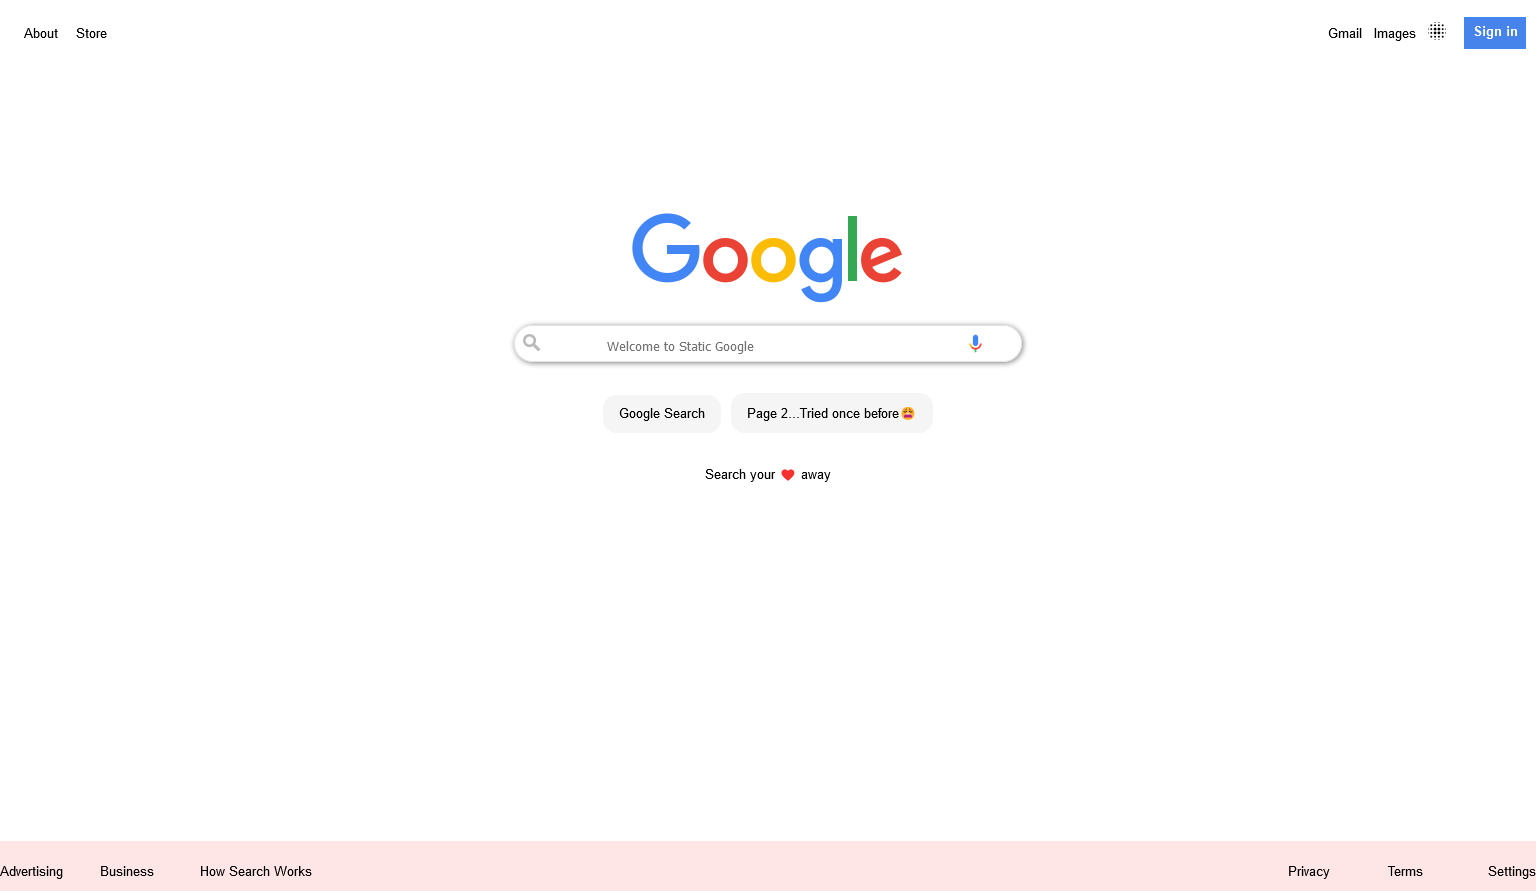 About Store Gmail Images Sign in
Google
Welcome to Static Google
Google Search Page 2...Tried once before😩
Search your ❤ away
Advertising Business How Search Works Privacy Terms Settings